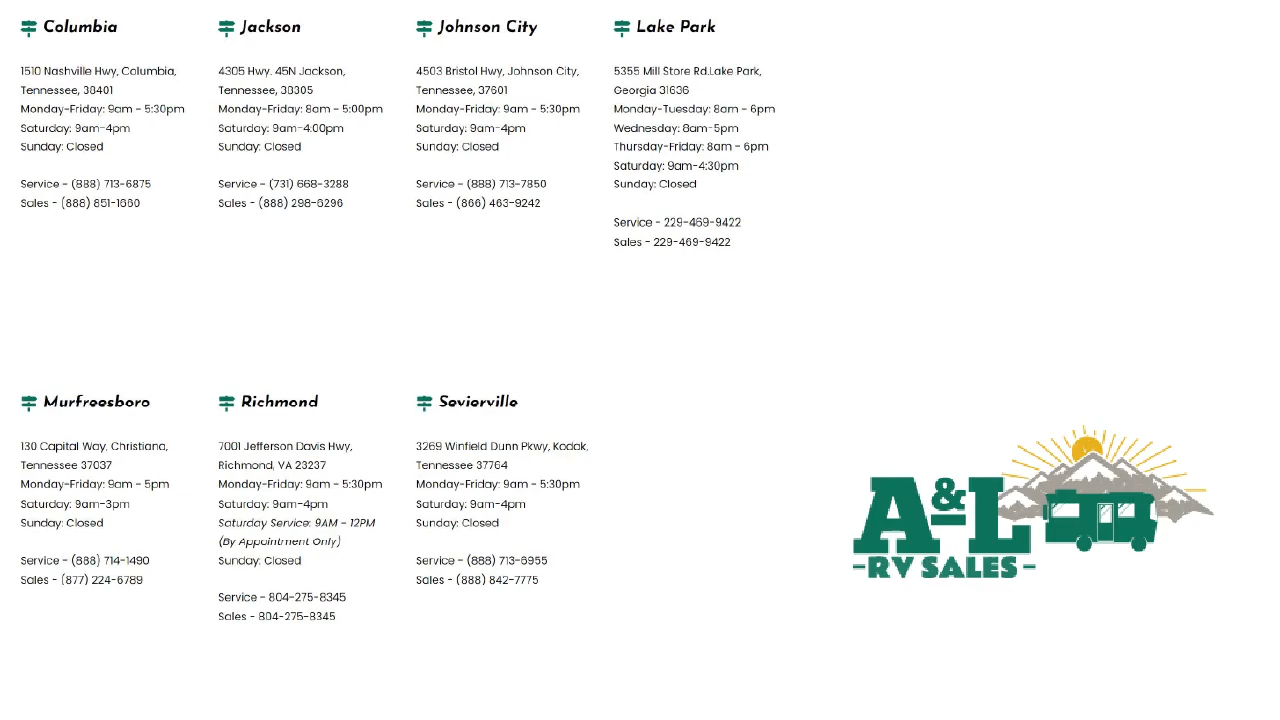 Columbia
1510 Nashville Hwy, Columbia,
Tennessee, 38401
Monday-Friday: 9am - 5:30pm
Saturday: 9am-4pm
Sunday: Closed
Service - (888) 713-6875
Sales - (888) 851-1660
Jackson
4305 Hwy. 45N Jackson,
Tennessee, 38305
Monday-Friday: 8am - 5:00pm
Saturday: 9am-4:00pm
Sunday: Closed
Service - (731) 668-3288
Sales - (888) 298-6296
Johnson City
4503 Bristol Hwy, Johnson City,
Tennessee, 37601
Monday-Friday: 9am - 5:30pm
Saturday: 9am-4pm
Sunday: Closed
Service - (888) 713-7850
Sales - (866) 463-9242
Lake Park
5355 Mill Store Rd.Lake Park,
Georgia 31636
Monday-Tuesday: 8am - 6pm
Wednesday: 8am-5pm
Thursday-Friday: 8am - 6pm
Saturday: 9am-4:30pm
Sunday: Closed
Service - 229-469-9422
Sales - 229-469-9422
Murfreesboro
130 Capital Way, Christiana,
Tennessee 37037
Monday-Friday: 9am - 5pm
Saturday: 9am-3pm
Sunday: Closed
Service - (888) 714-1490
Sales - (877) 224-6789
Richmond
7001 Jefferson Davis Hwy,
Richmond, VA 23237
Monday-Friday: 9am - 5:30pm
Saturday: 9am-4pm
Saturday Service: 9AM - 12PM
(By Appointment Only)
Sunday: Closed
Service - 804-275-8345
Sales - 804-275-8345
Sevierville
3269 Winfield Dunn Pkwy, Kodak,
Tennessee 37764
Monday-Friday: 9am - 5:30pm
Saturday: 9am-4pm
Sunday: Closed
Service - (888) 713-6955
Sales - (888) 842-7775
A&L
-RV SALES-